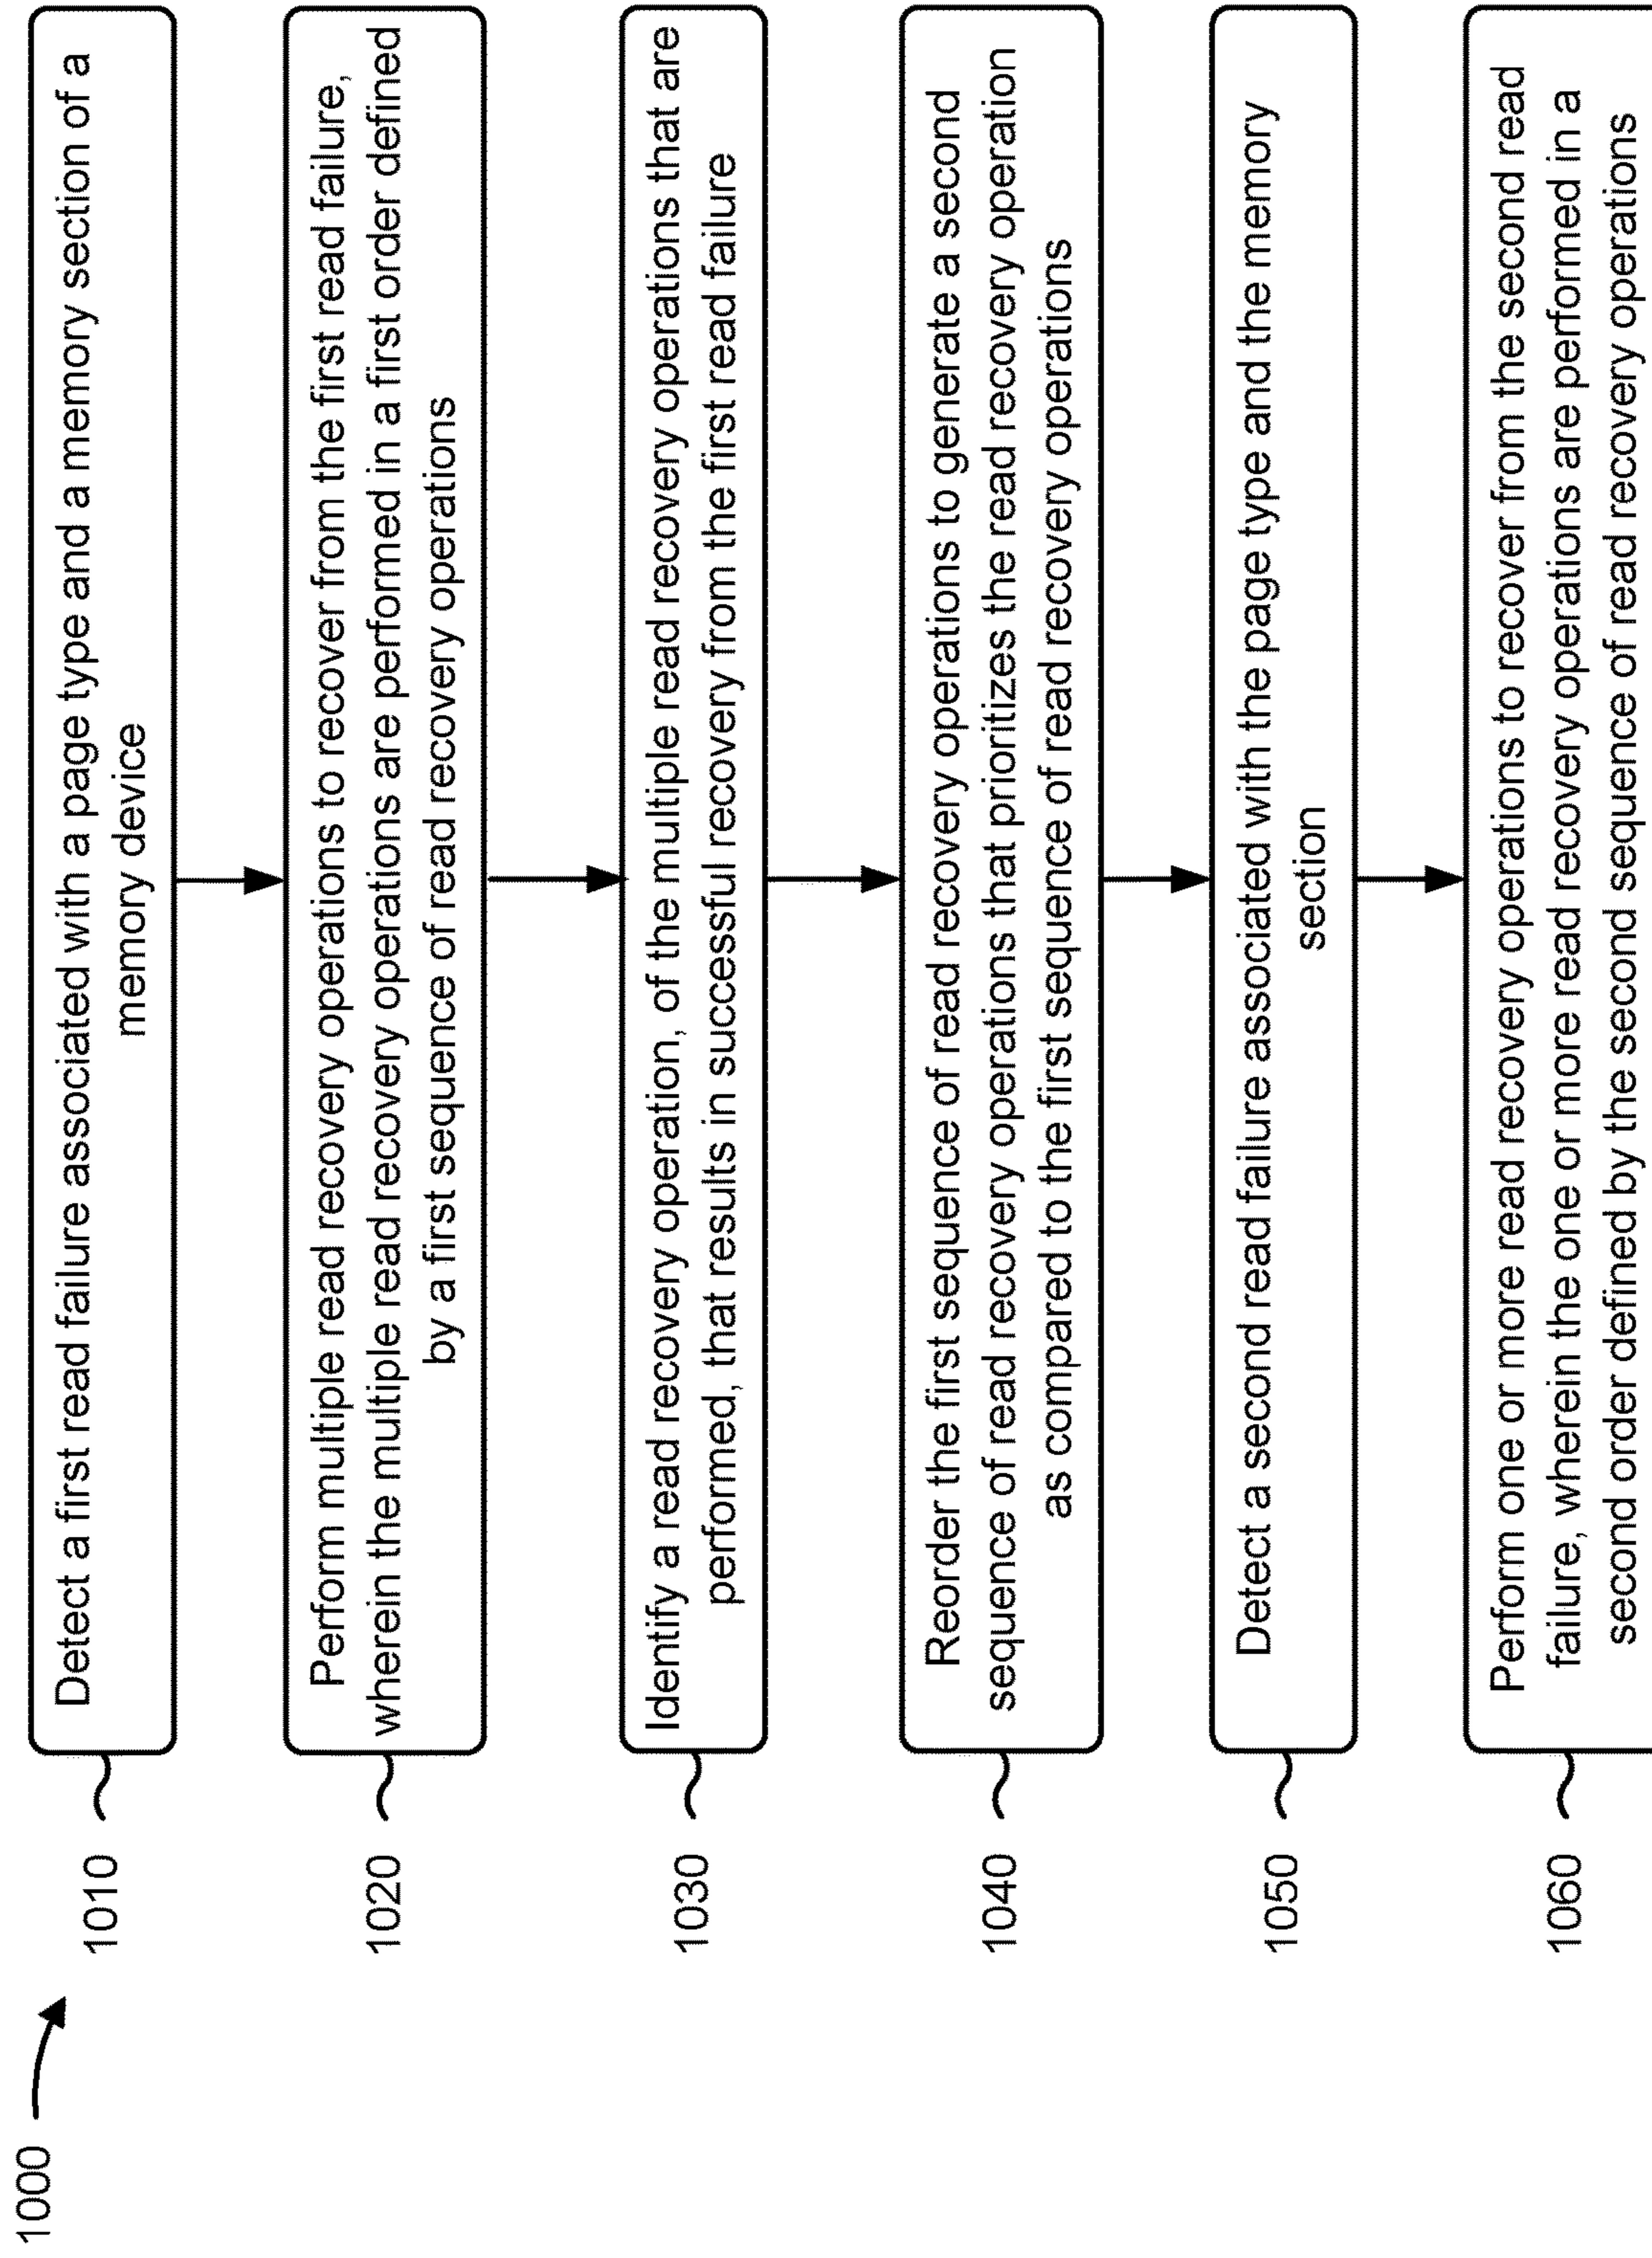 1000
1010
Detect a first read failure associated with a page type and a memory section of a
memory device
1020
Perform multiple read recovery operations to recover from the first read failure,
wherein the multiple read recovery operations are performed in a first order defined
by a first sequence of read recovery operations
1030
Identify a read recovery operation, of the multiple read recovery operations that are
performed, that results in successful recovery from the first read failure
1040
Reorder the first sequence of read recovery operations to generate a second
sequence of read recovery operations that prioritizes the read recovery operation
as compared to the first sequence of read recovery operations
1050
Detect a second read failure associated with the page type and the memory
section
1060
Perform one or more read recovery operations to recover from the second read
failure, wherein the one or more read recovery operations are performed in a
second order defined by the second sequence of read recovery operations